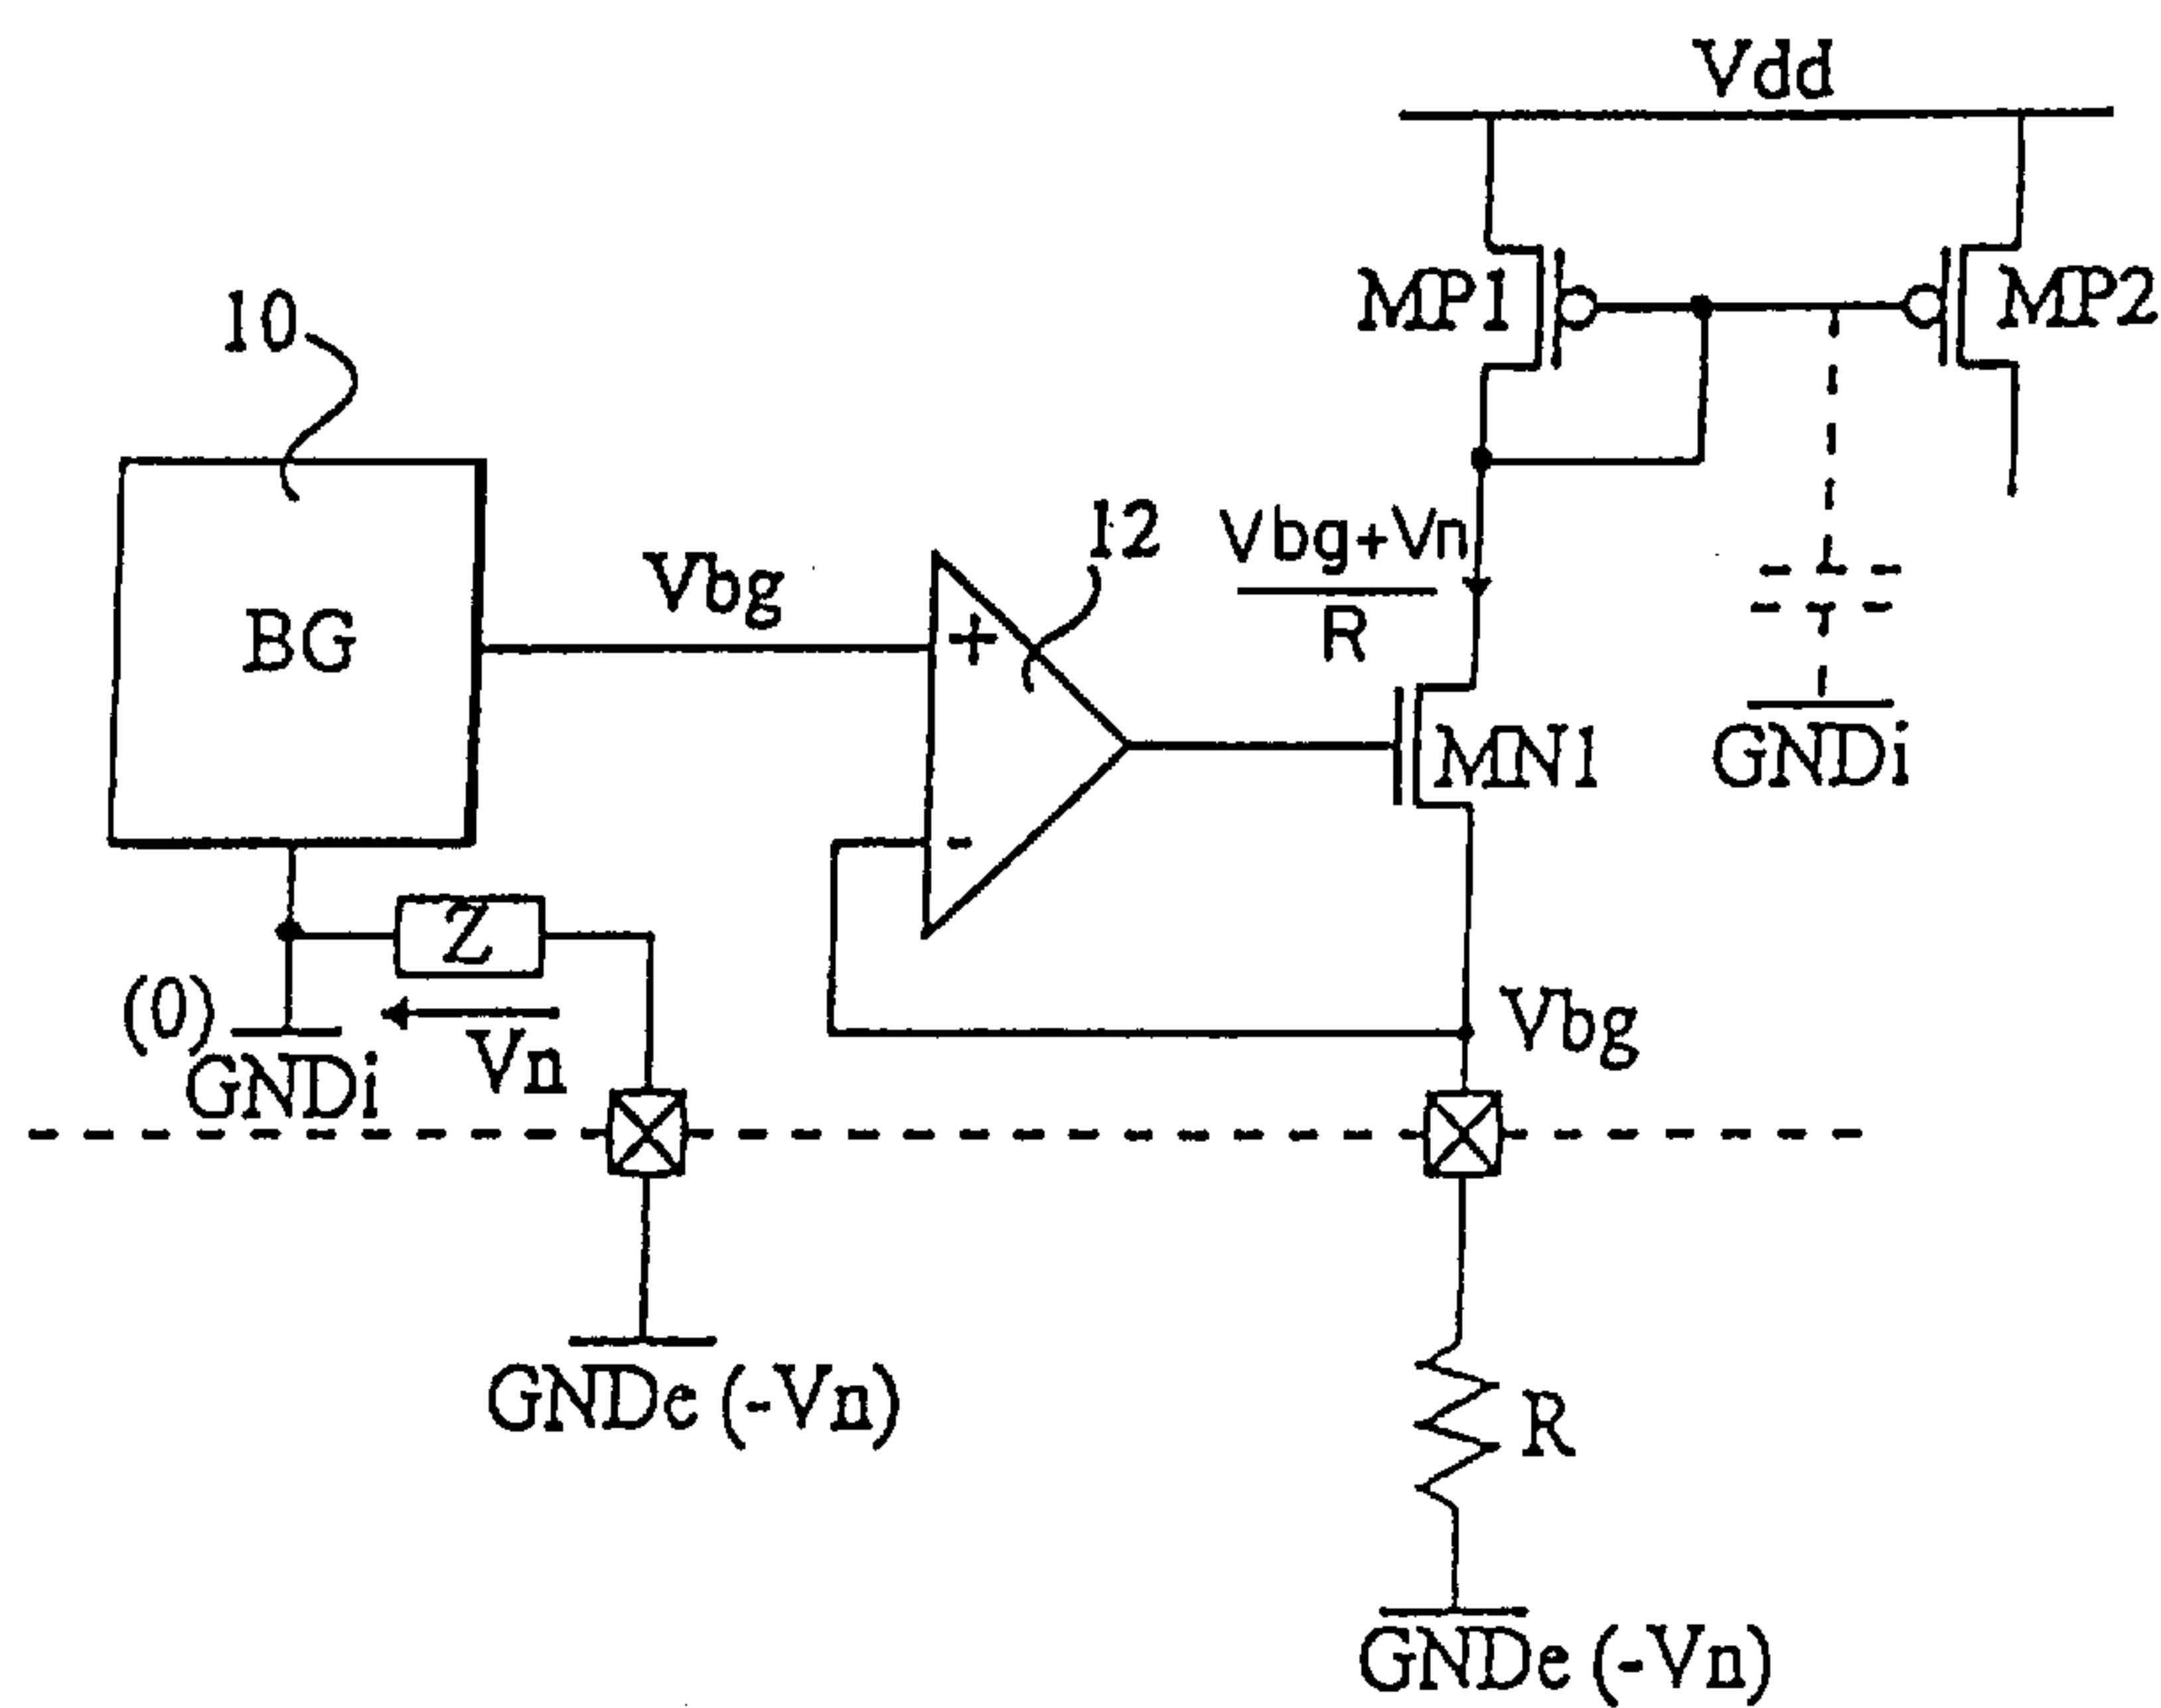 Vdd
MP1
MP2
10
12
Vbg
Vbg+Vn
R
BG
+
-
MN1
GNDi
Z
(0)
Vn
GNDi
Vbg
GNDe (-Vn)
R
GNDe (-Vn)